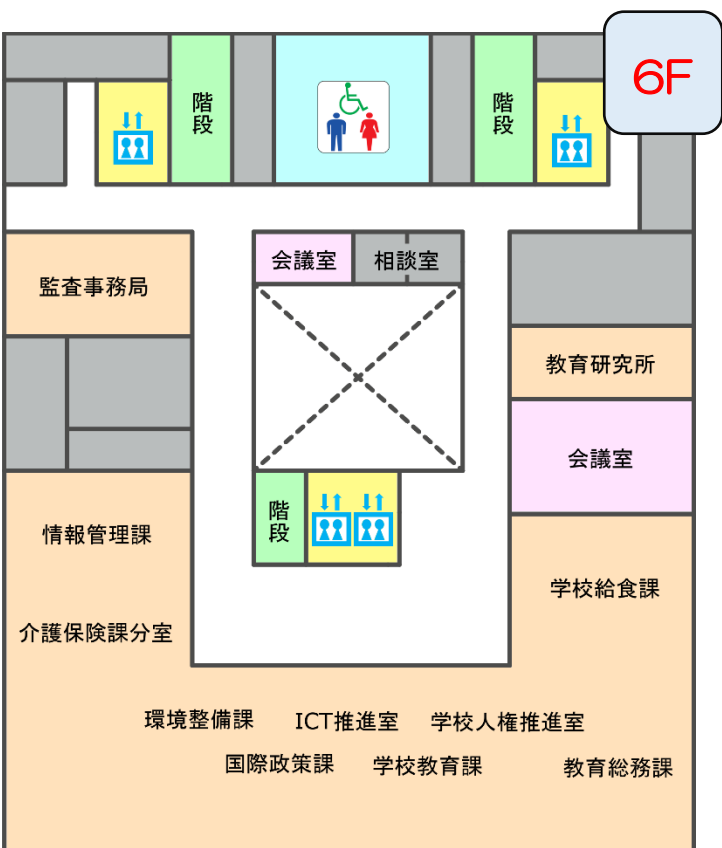 6F
階段
階段
会議室
相談室
監査事務局
教育研究所
会議室
階段
情報管理課
学校給食課
介護保険課分室
環境整備課
ICT推進室
学校人権推進室
国際政策課
学校教育課
教育総務課